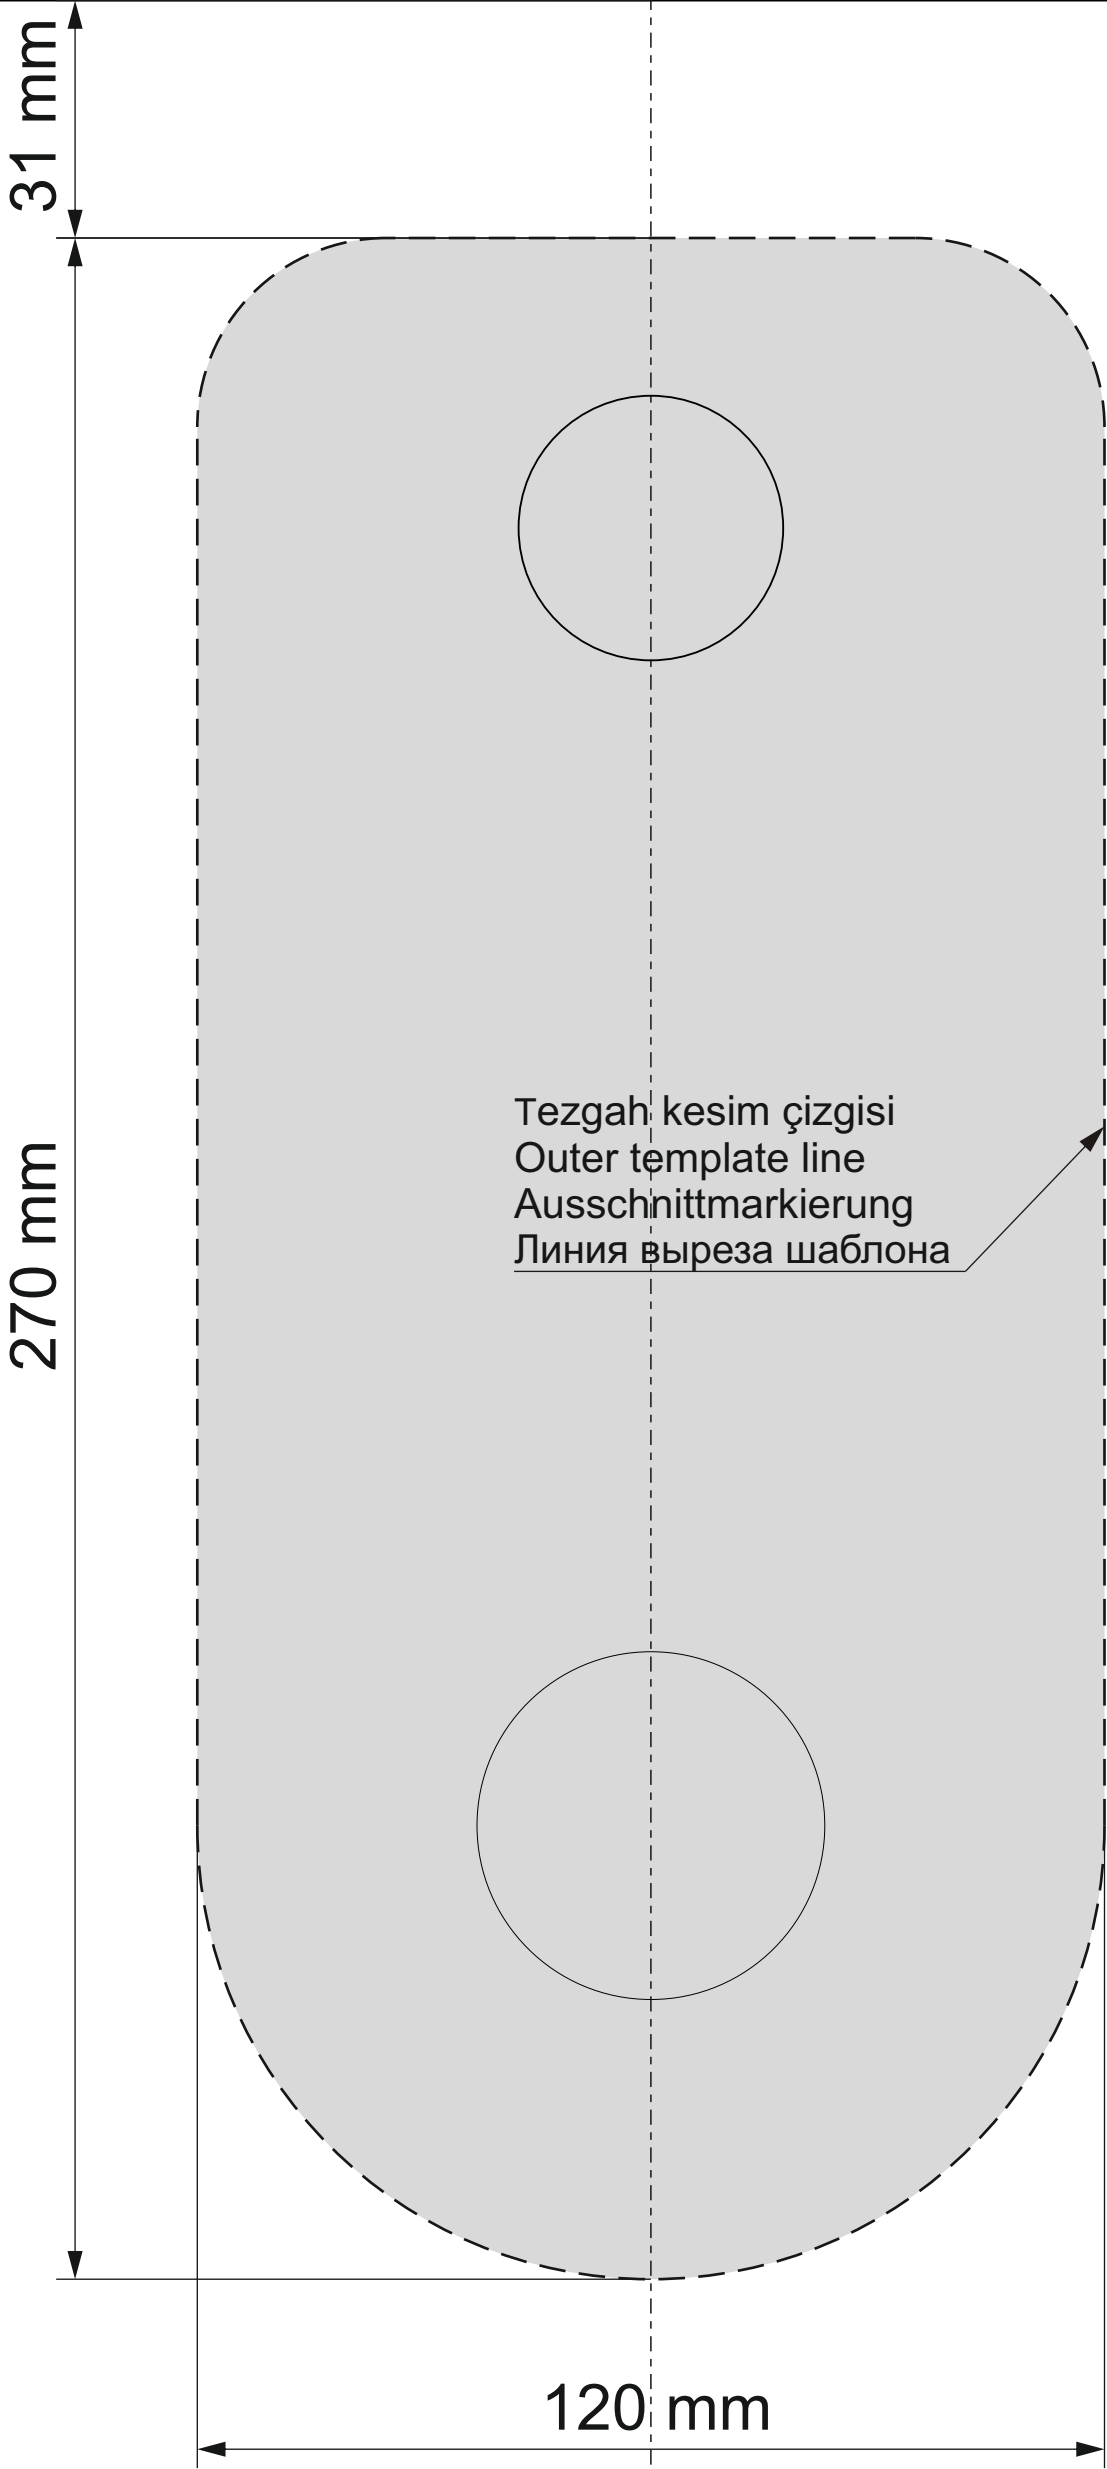 31 mm
270 mm
Tezgah kesim çizgisi
Outer template line
Ausschnittmarkierung
Линия выреза шаблона
120 mm